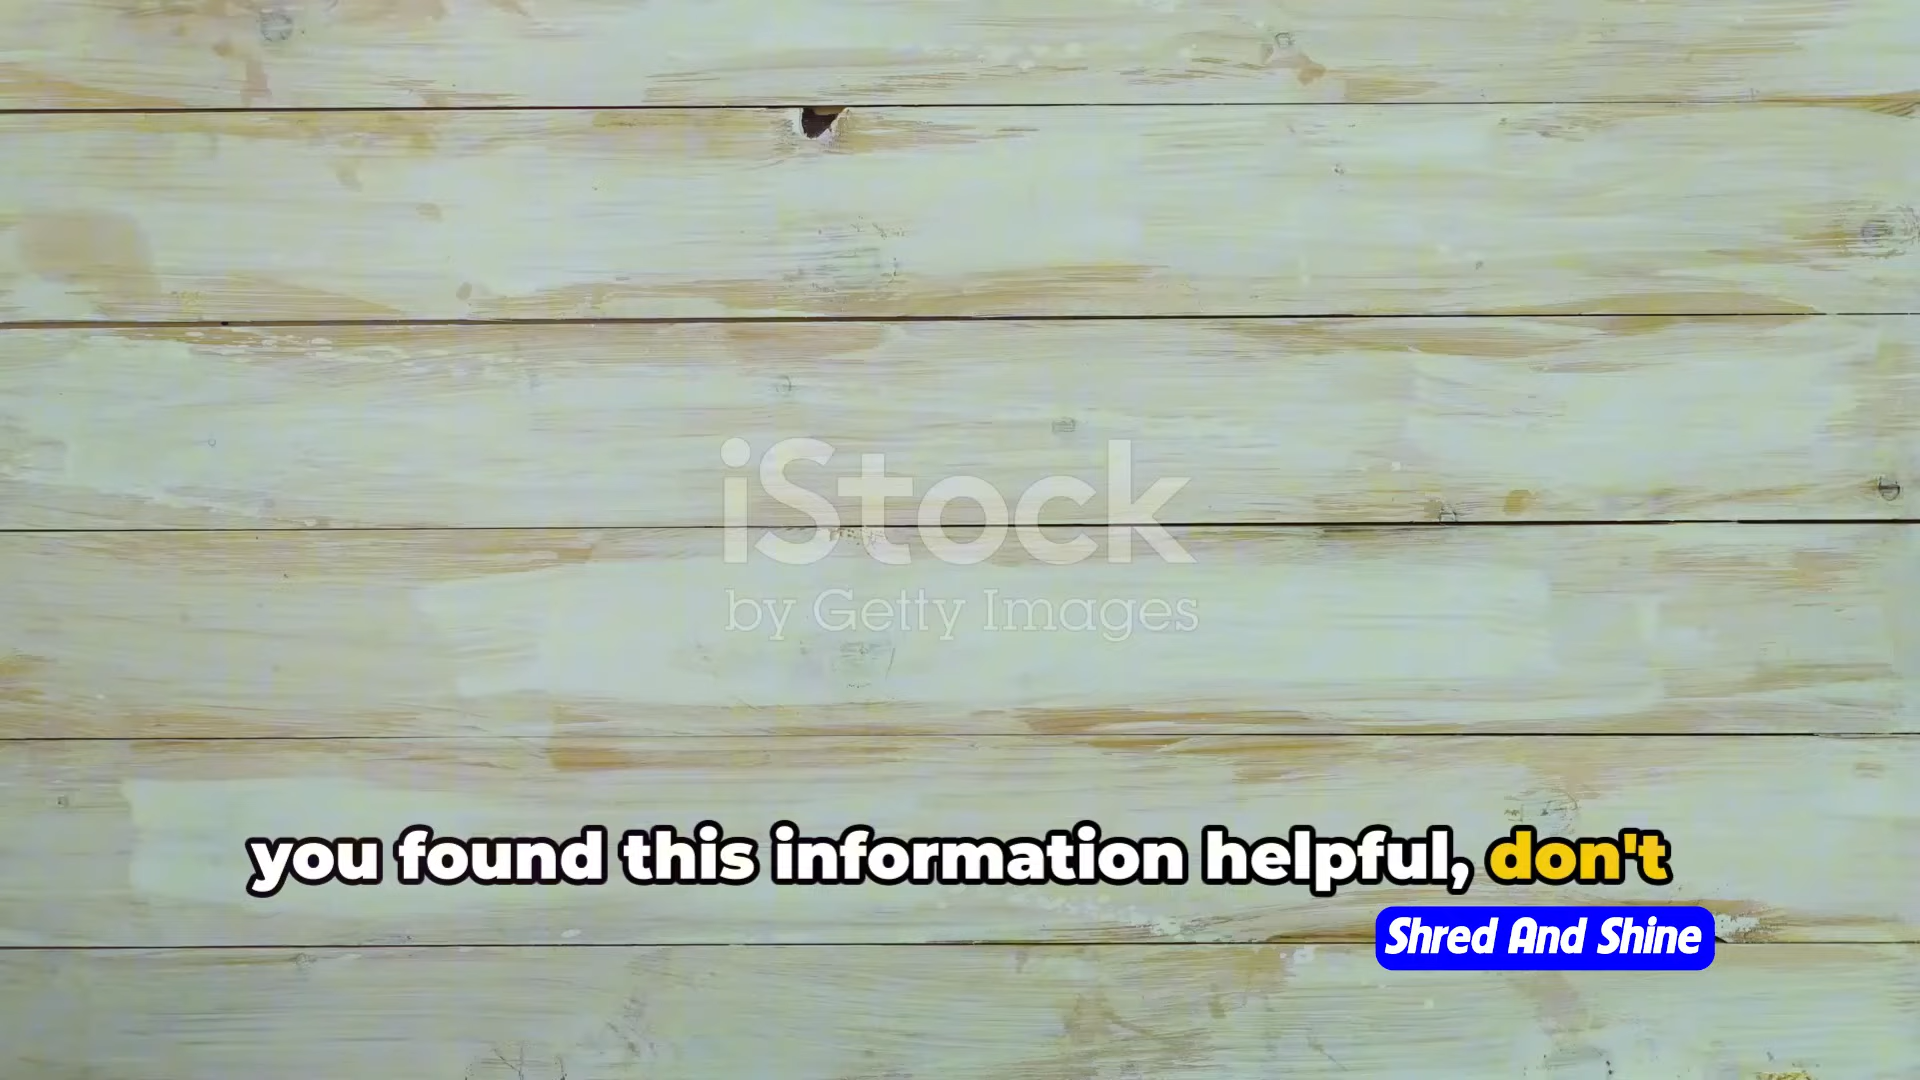 iStock
by Getty Images
you found this information helpful, don't
Shred And Shine